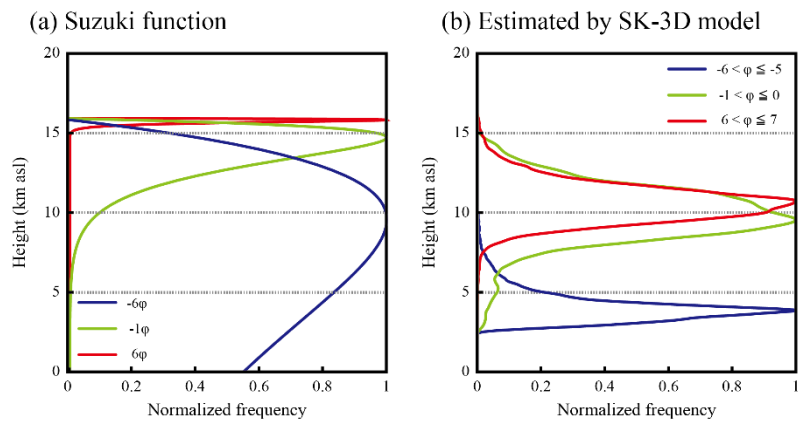 (a) Suzuki function
20
15
10
5
0
Height (km asl)
-6φ
-1φ
6φ
0 0.2 0.4 0.6 0.8 1
Normalized frequency
(b) Estimated by SK-3D model
20
15
10
5
0
Height (km asl)
-6 < φ ≦ -5
-1 < φ ≦ 0
6 < φ ≦ 7
0 0.2 0.4 0.6 0.8 1
Normalized frequency